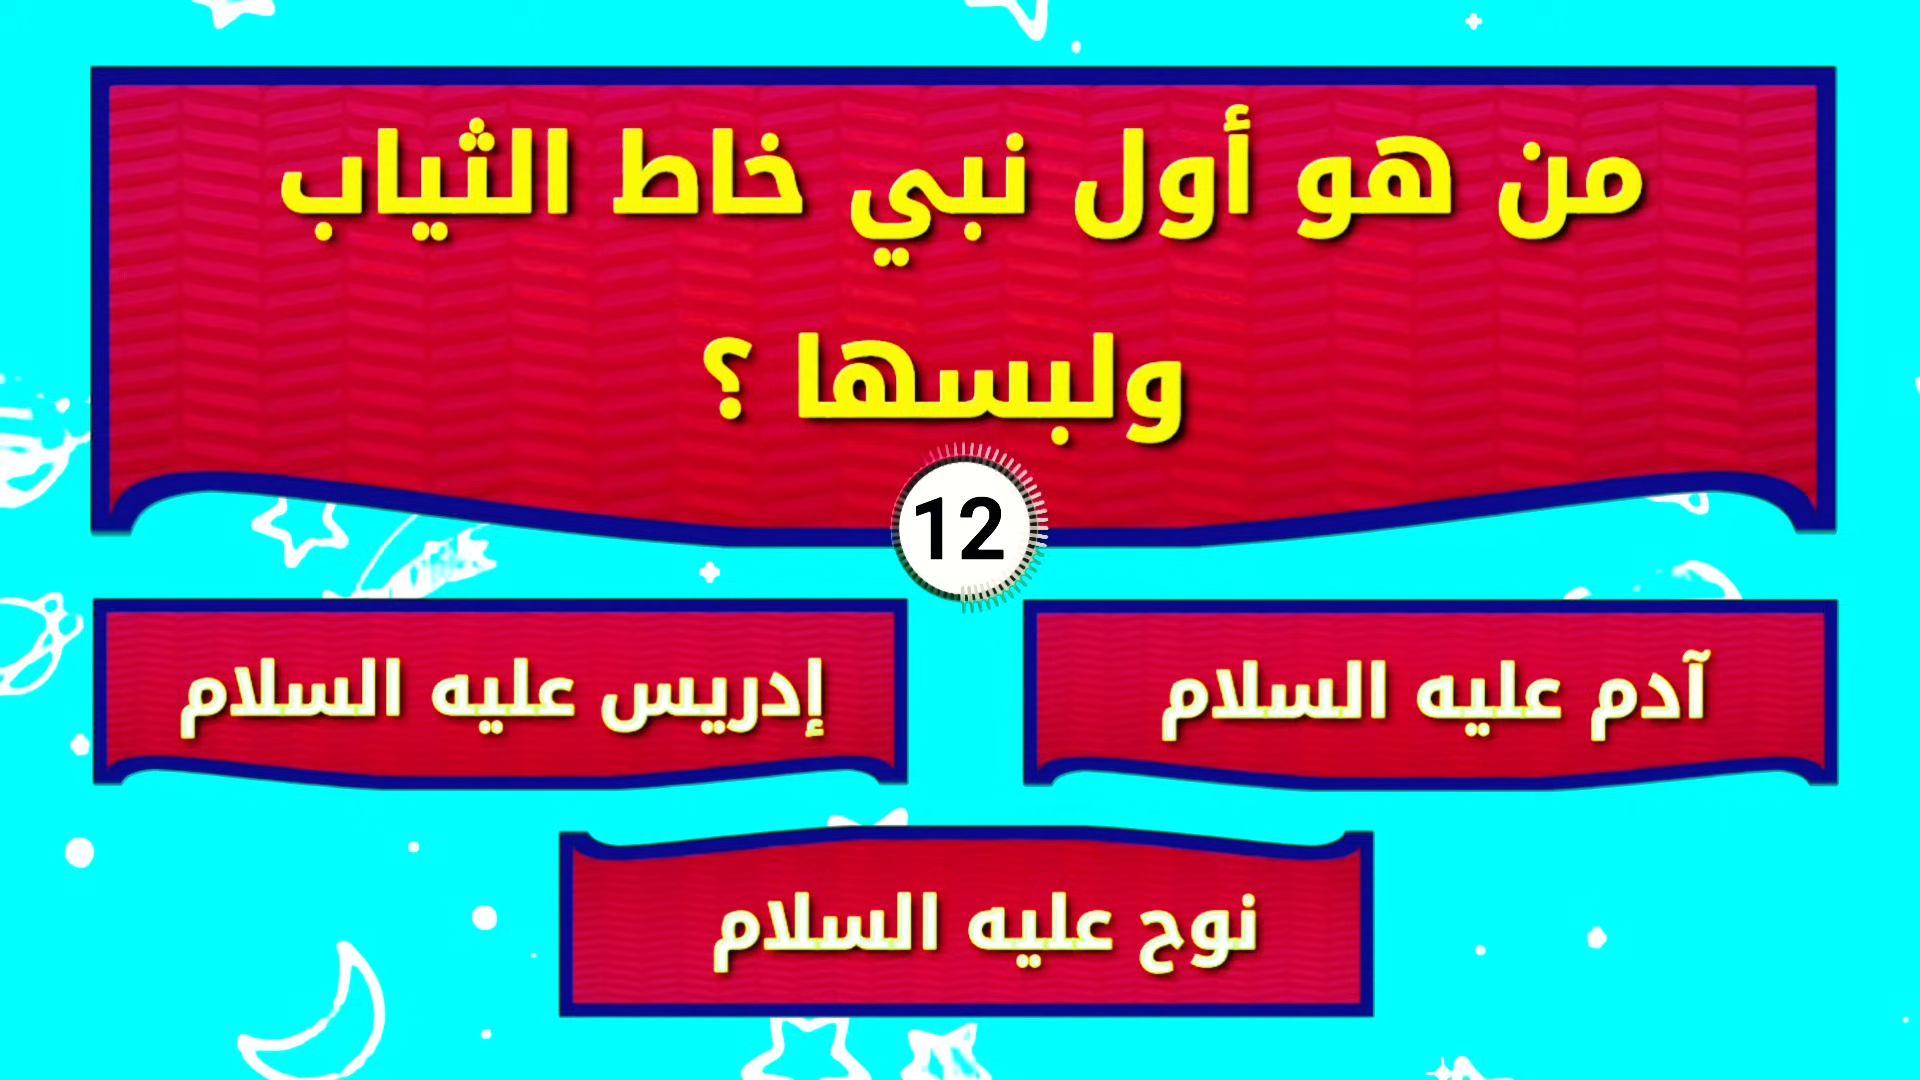 من هو أول نبي خاط الثياب
ولبسها ؟
12
آدم عليه السلام
إدريس عليه السلام
نوح عليه السلام